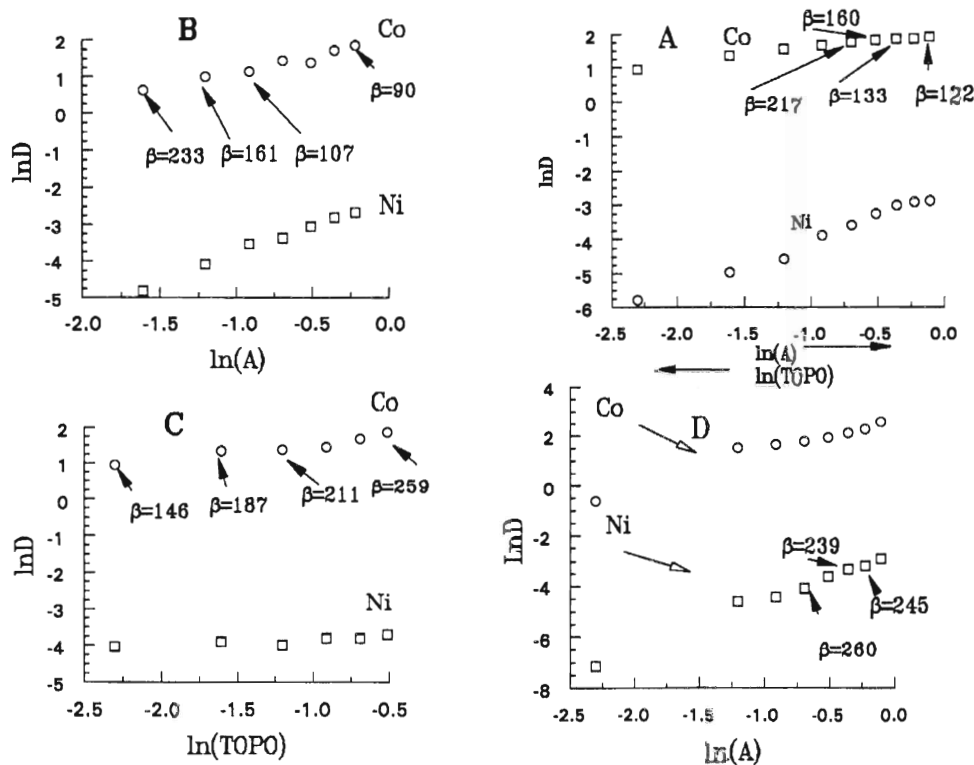 B
Co
2
1
0
-1
-2
-3
-4
-5
lnD
β=90
β=233
β=161
β=107
Ni
-2.0
-1.5
-1.0
-0.5
0.0
ln(A)
A
β=160
Co
2
1
0
-1
-2
-3
-4
-5
-6
lnD
β=217
β=133
β=122
Ni
-2.5
-2.0
-1.5
-1.0
-0.5
0.0
ln(A)
ln(TOPO)
C
Co
2
1
0
-1
-2
-3
-4
-5
lnD
β=146
β=187
β=211
β=259
Ni
-2.5
-2.0
-1.5
-1.0
-0.5
ln(TOPO)
D
Co
4
2
0
-2
-4
-6
-8
LnD
Ni
β=239
β=245
β=260
-2.5
-2.0
-1.5
-1.0
-0.5
0.0
ln(A)